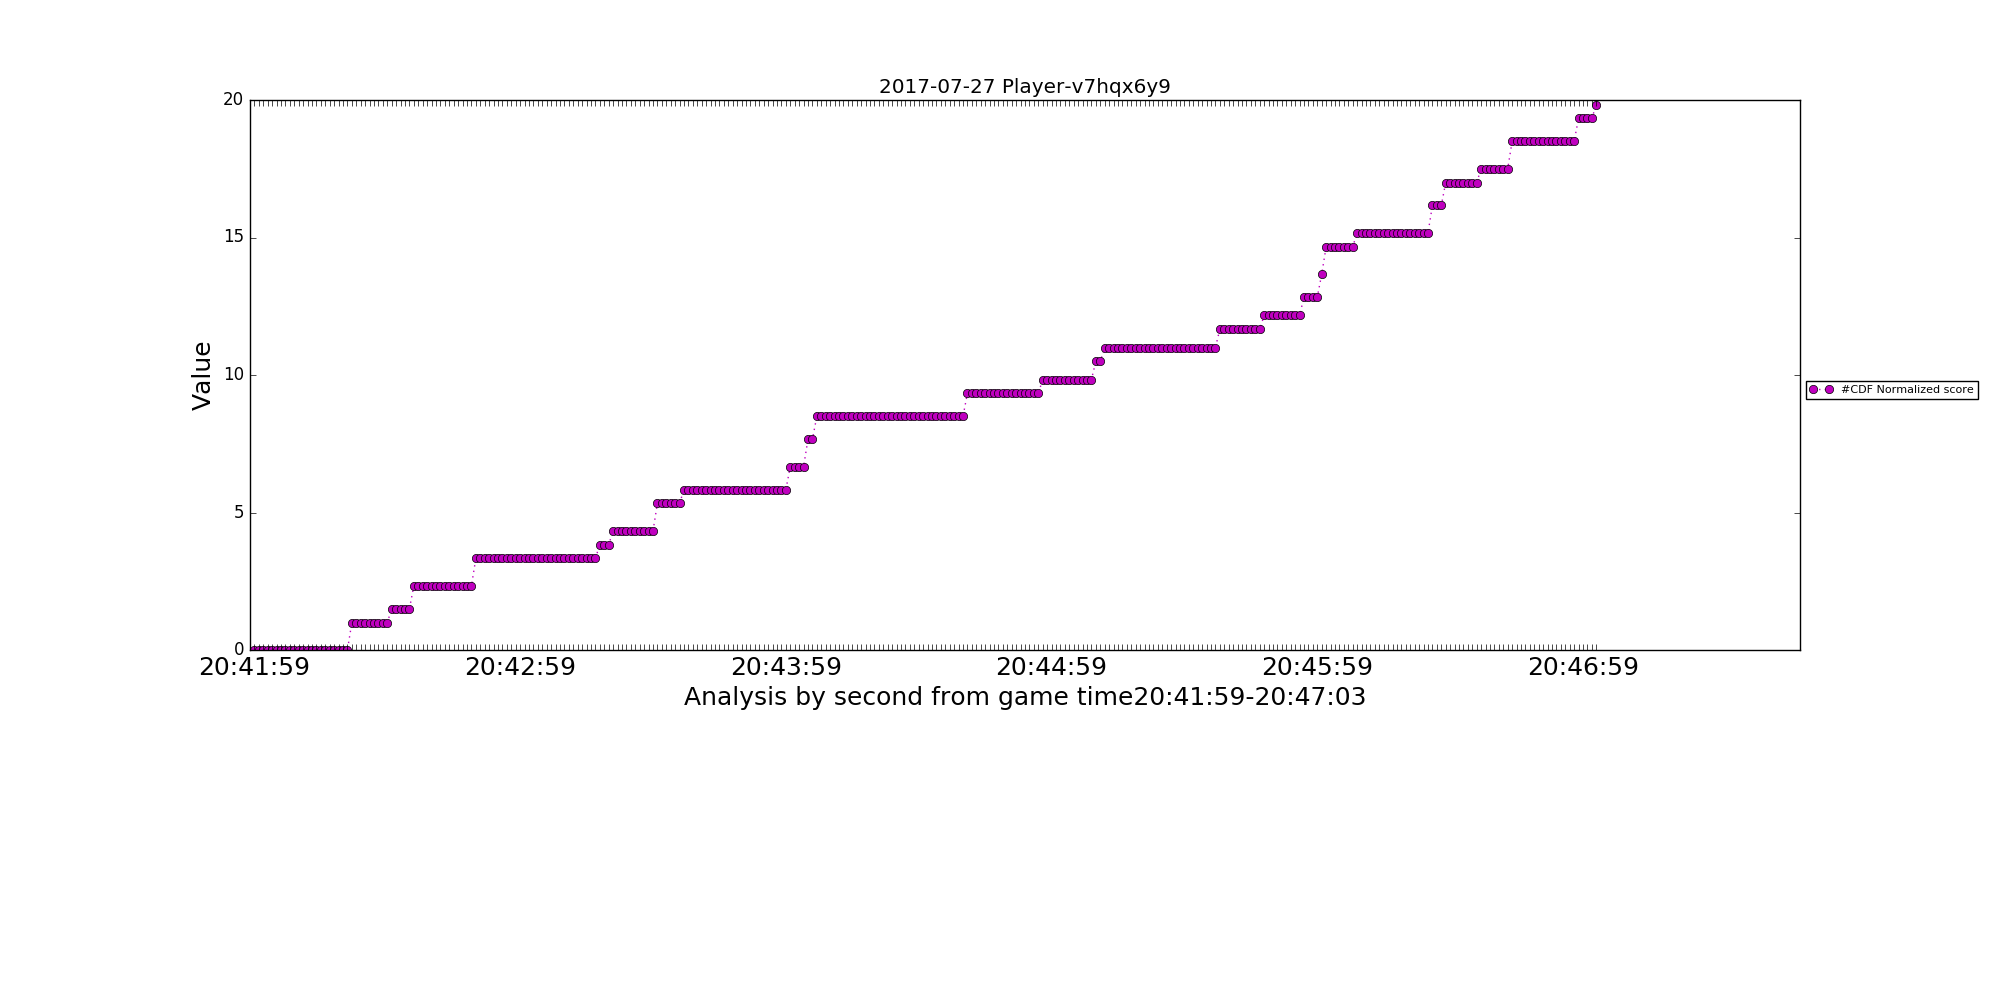 2017-07-27 Player-v7hqx6y9
20
15
10
5
0
Value
#CDF Normalized score
20:41:59 20:42:59 20:43:59 20:44:59 20:45:59 20:46:59
Analysis by second from game time20:41:59-20:47:03